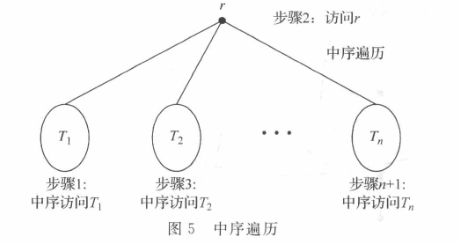 r
步骤2：访问r
中序遍历
T1 T2 ··· Tn
步骤1: 步骤3: 步骤n+1:
中序访问T1 中序访问T2 中序访问Tn
图 5 中序遍历